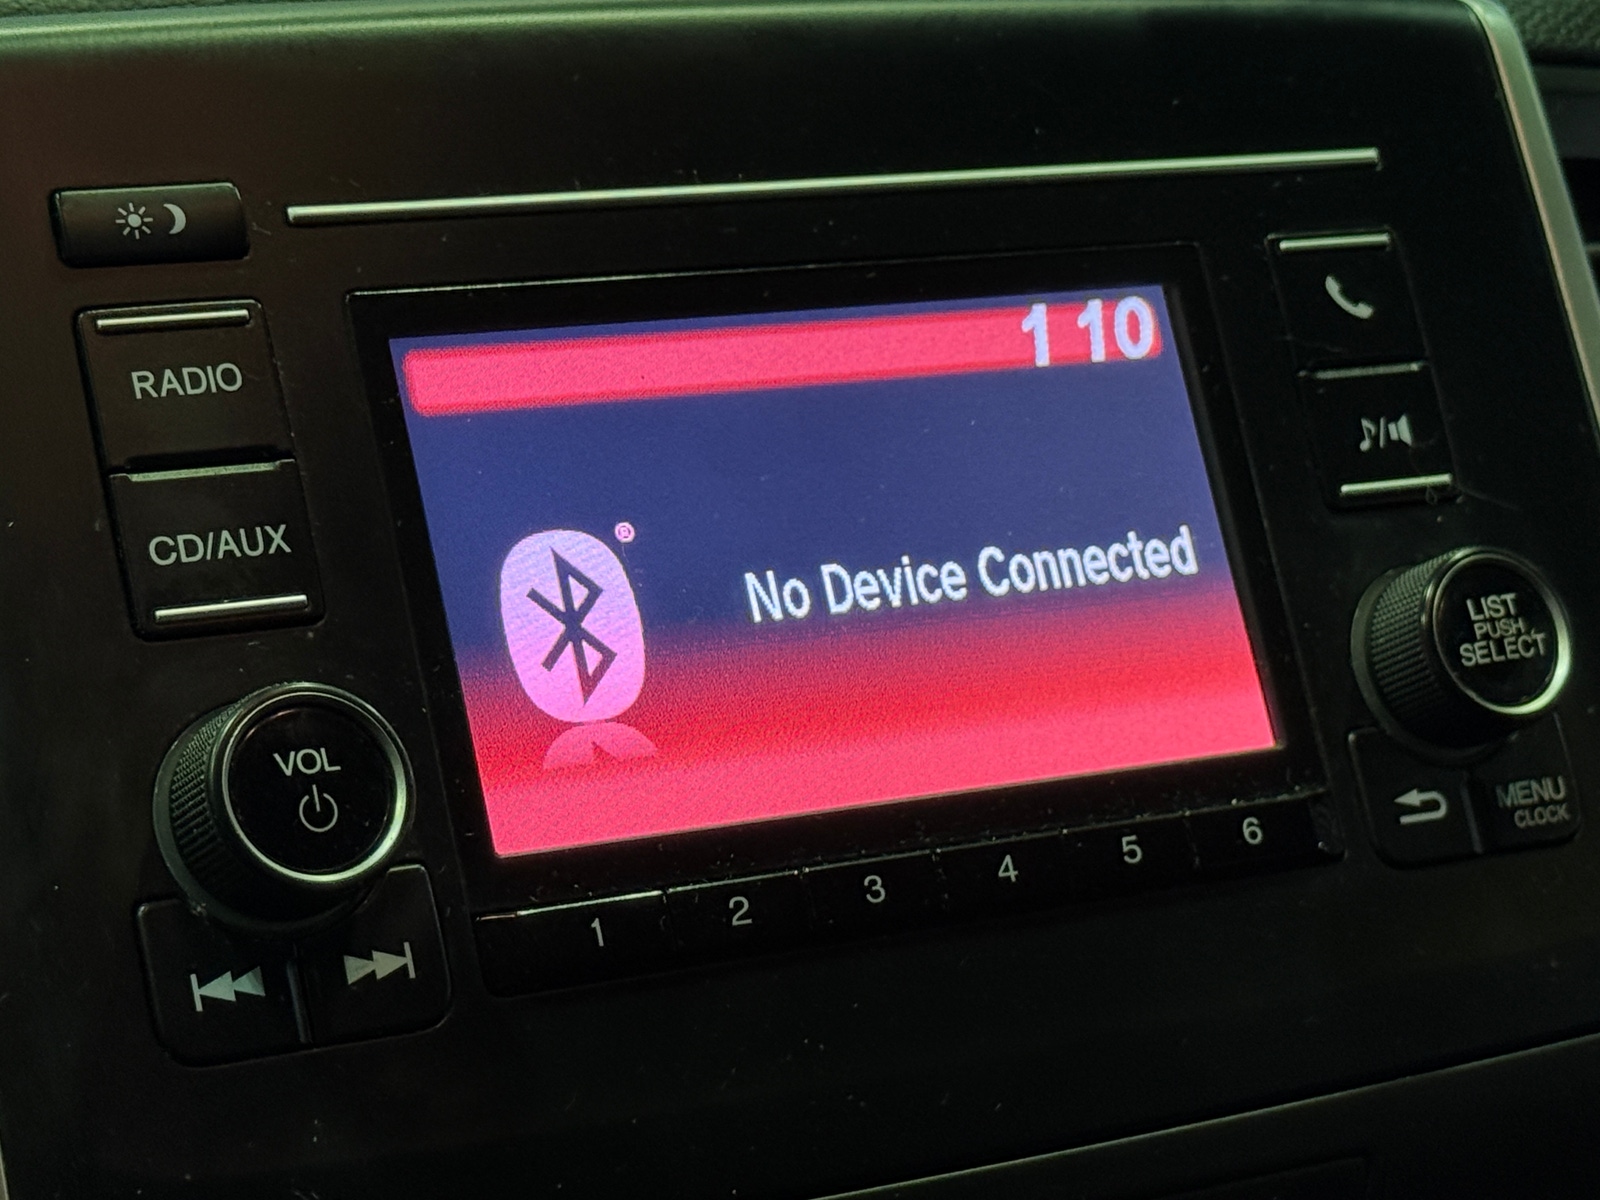 1 10
RADIO
CD/AUX
No Device Connected
®
LIST
PUSH
SELECT
VOL
MENU
CLOCK
1 2 3 4 5 6